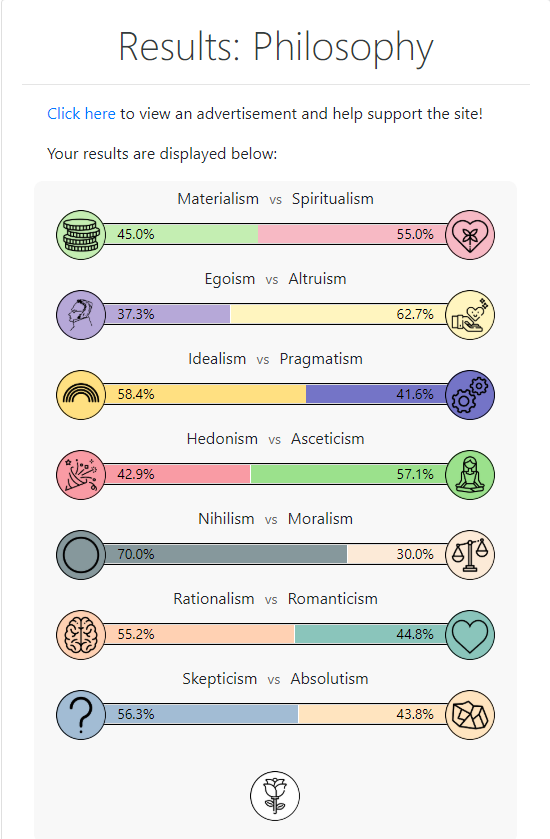 Results: Philosophy
Click here to view an advertisement and help support the site!
Your results are displayed below:
Materialism vs Spiritualism
45.0% 55.0%
Egoism vs Altruism
37.3% 62.7%
Idealism vs Pragmatism
58.4% 41.6%
Hedonism vs Asceticism
42.9% 57.1%
Nihilism vs Moralism
70.0% 30.0%
Rationalism vs Romanticism
55.2% 44.8%
Skepticism vs Absolutism
56.3% 43.8%